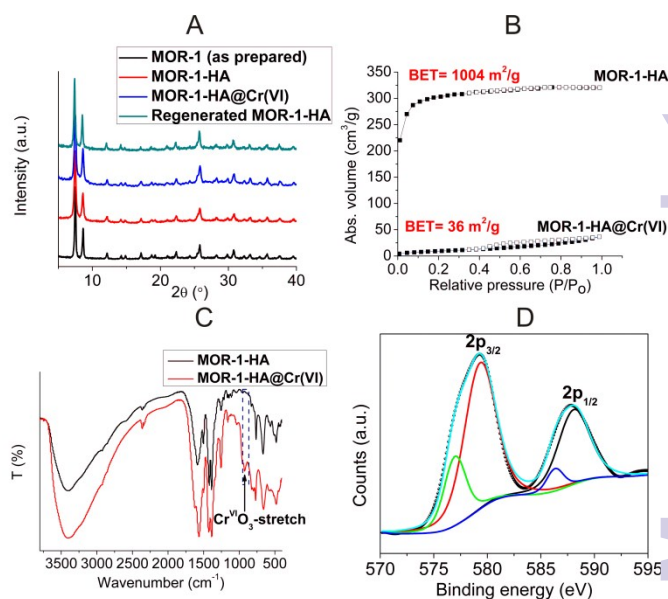 A
MOR-1 (as prepared)
MOR-1-HA
MOR-1-HA@Cr(VI)
Regenerated MOR-1-HA
Intensity (a.u.)
10 20 30 40
2θ (°)
B
350
300
250
200
150
100
50
0
BET= 1004 m²/g
MOR-1-HA
BET= 36 m²/g
MOR-1-HA@Cr(VI)
Abs. volume (cm³/g)
0.0 0.2 0.4 0.6 0.8 1.0
Relative pressure (P/Po)
C
MOR-1-HA
MOR-1-HA@Cr(VI)
T (%)
CrⱽᴵO₃-stretch
3500 3000 2500 2000 1500 1000 500
Wavenumber (cm⁻¹)
D
2p₃/₂
2p₁/₂
Counts (a.u.)
570 575 580 585 590 595
Binding energy (eV)